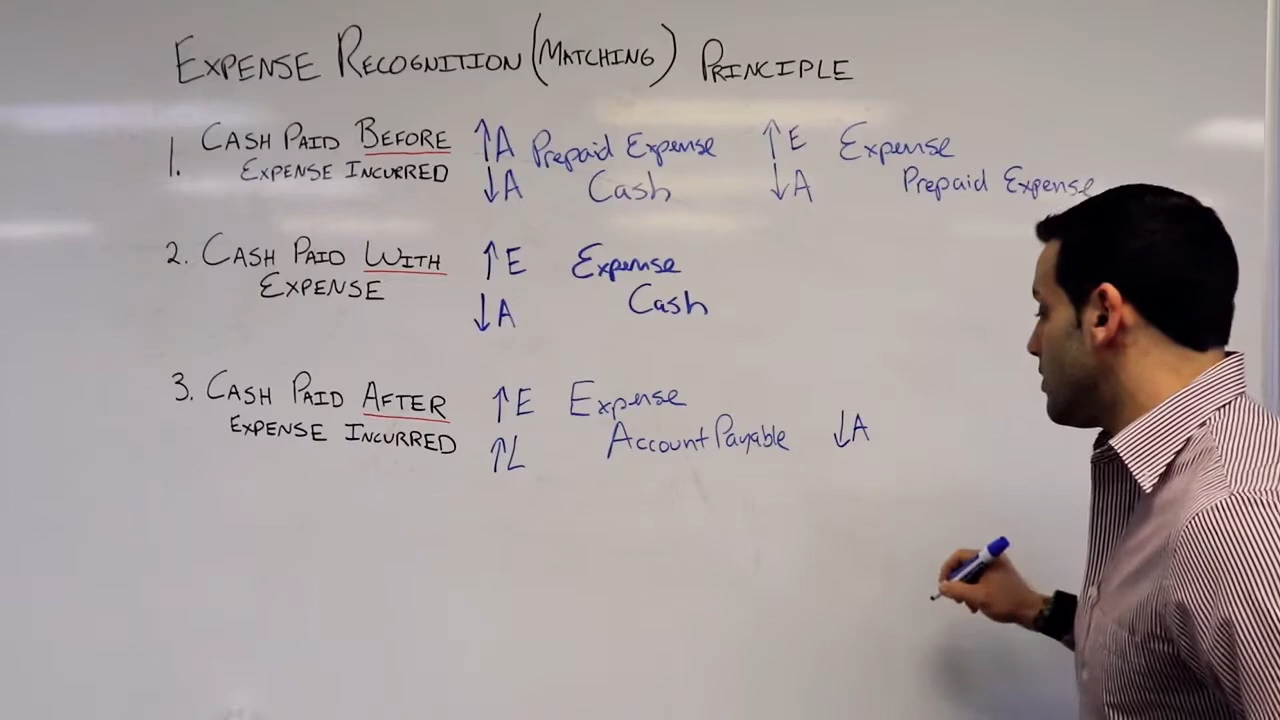 EXPENSE RECOGNITION (MATCHING) PRINCIPLE
1. CASH PAID BEFORE ↑A Prepaid Expense ↑E Expense
EXPENSE INCURRED ↓A Cash ↓A Prepaid Expense
2. CASH PAID WITH ↑E Expense
EXPENSE ↓A Cash
3. CASH PAID AFTER ↑E Expense
EXPENSE INCURRED ↑L Account Payable ↓A